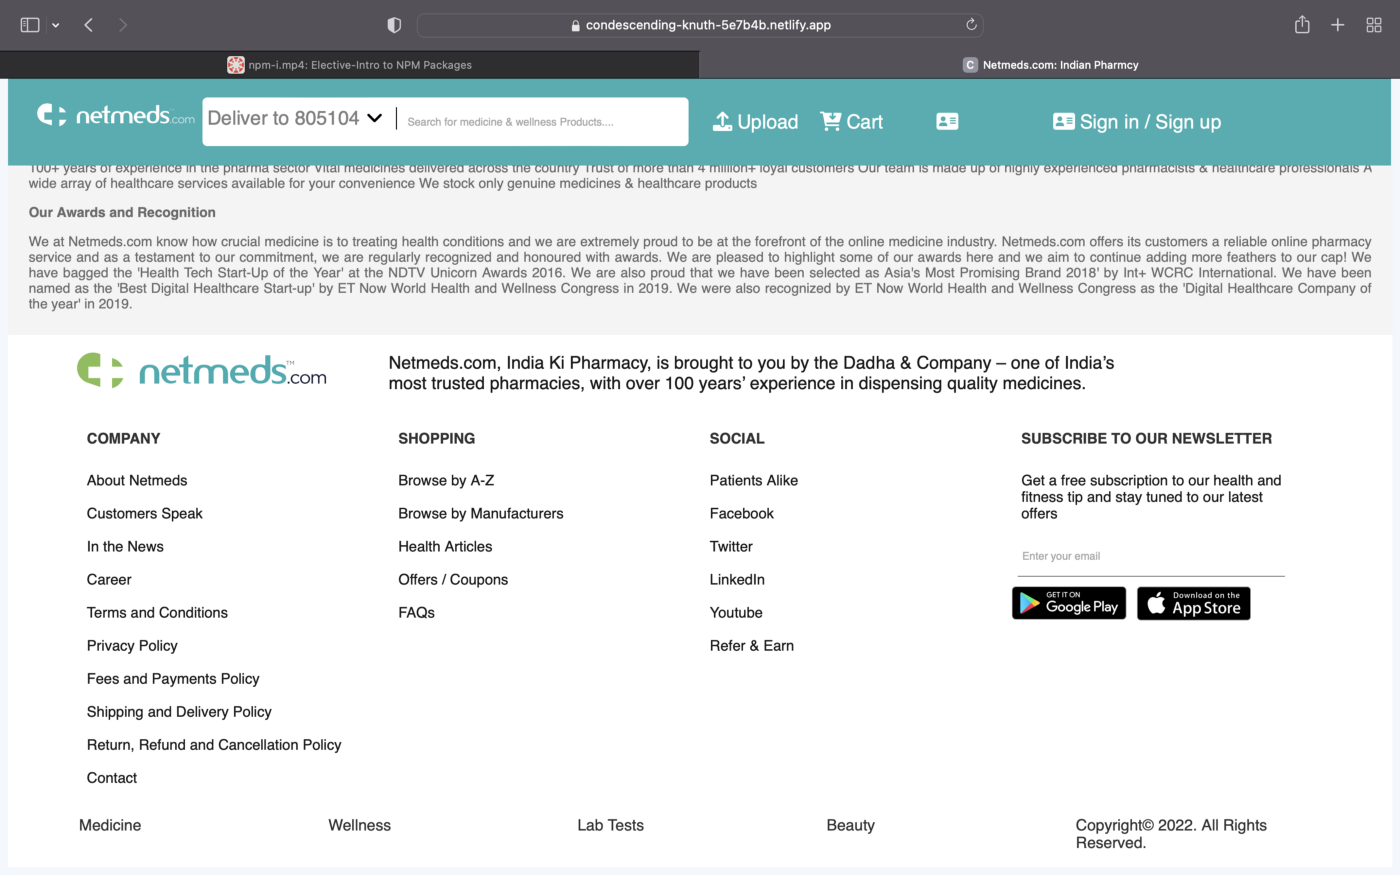 condescending-knuth-5e7b4b.netlify.app
npm-i.mp4: Elective-Intro to NPM Packages
C Netmeds.com: Indian Pharmcy
netmeds.com
Deliver to 805104
Search for medicine & wellness Products....
Upload
Cart
Sign in / Sign up
100+ years of experience in the pharma sector Vital medicines delivered across the country Trust of more than 4 million+ loyal customers Our team is made up of highly experienced pharmacists & healthcare professionals A
wide array of healthcare services available for your convenience We stock only genuine medicines & healthcare products
Our Awards and Recognition
We at Netmeds.com know how crucial medicine is to treating health conditions and we are extremely proud to be at the forefront of the online medicine industry. Netmeds.com offers its customers a reliable online pharmacy
service and as a testament to our commitment, we are regularly recognized and honoured with awards. We are pleased to highlight some of our awards here and we aim to continue adding more feathers to our cap! We
have bagged the 'Health Tech Start-Up of the Year' at the NDTV Unicorn Awards 2016. We are also proud that we have been selected as Asia's Most Promising Brand 2018' by Int+ WCRC International. We have been
named as the 'Best Digital Healthcare Start-up' by ET Now World Health and Wellness Congress in 2019. We were also recognized by ET Now World Health and Wellness Congress as the 'Digital Healthcare Company of
the year' in 2019.
netmeds™.com
Netmeds.com, India Ki Pharmacy, is brought to you by the Dadha & Company – one of India's
most trusted pharmacies, with over 100 years' experience in dispensing quality medicines.
COMPANY
About Netmeds
Customers Speak
In the News
Career
Terms and Conditions
Privacy Policy
Fees and Payments Policy
Shipping and Delivery Policy
Return, Refund and Cancellation Policy
Contact
SHOPPING
Browse by A-Z
Browse by Manufacturers
Health Articles
Offers / Coupons
FAQs
SOCIAL
Patients Alike
Facebook
Twitter
LinkedIn
Youtube
Refer & Earn
SUBSCRIBE TO OUR NEWSLETTER
Get a free subscription to our health and
fitness tip and stay tuned to our latest
offers
Enter your email
GET IT ON
Google Play
Download on the
App Store
Medicine
Wellness
Lab Tests
Beauty
Copyright© 2022. All Rights
Reserved.